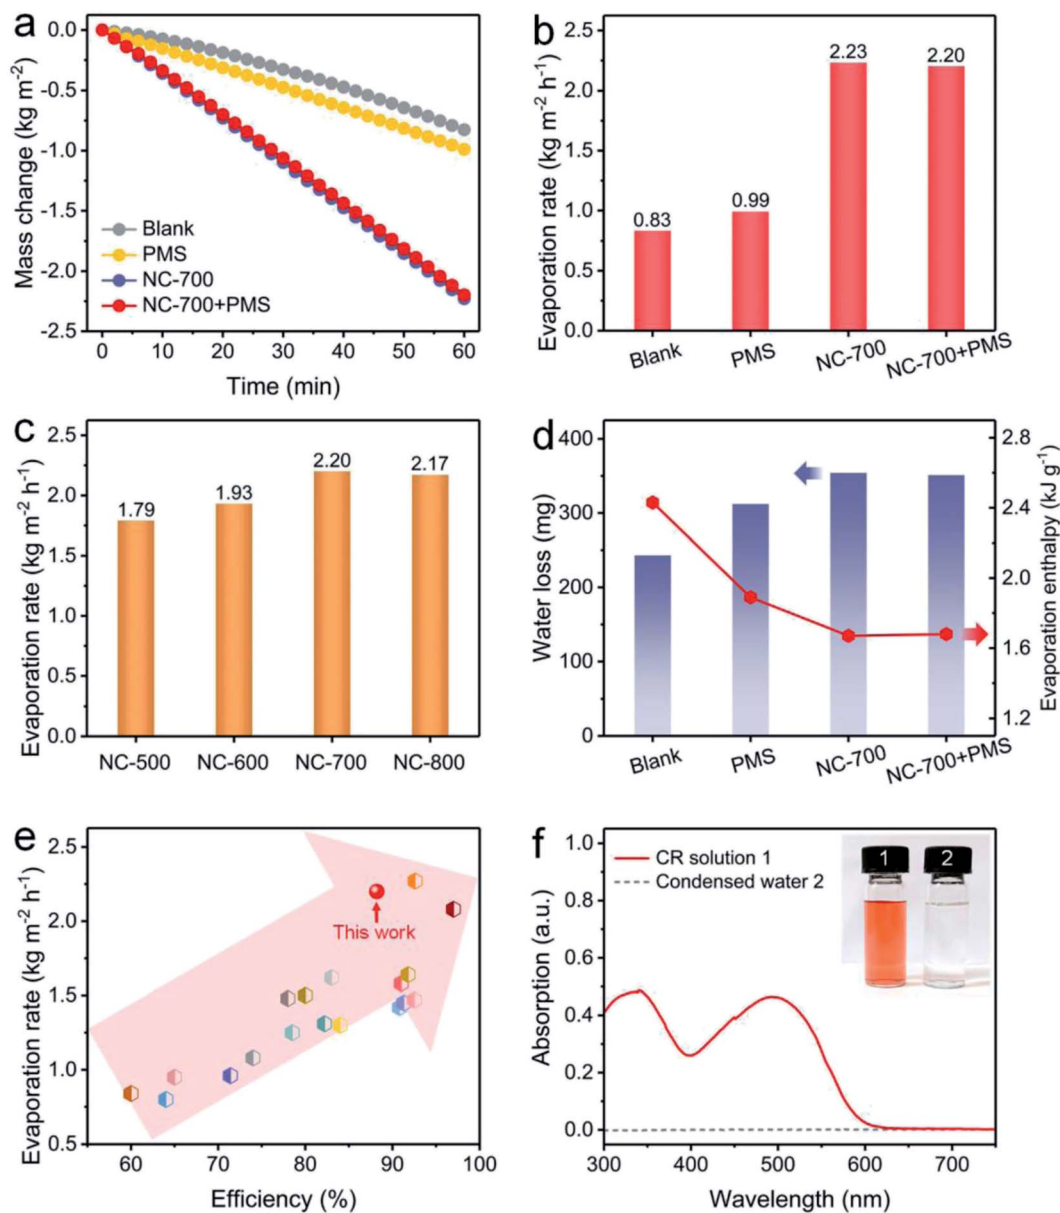 a
Mass change (kg m⁻²)
0.0
-0.5
-1.0
-1.5
-2.0
-2.5
Blank
PMS
NC-700
NC-700+PMS
0 10 20 30 40 50 60
Time (min)
b
Evaporation rate (kg m⁻² h⁻¹)
2.5
2.0
1.5
1.0
0.5
0.0
0.83
0.99
2.23
2.20
Blank
PMS
NC-700
NC-700+PMS
c
Evaporation rate (kg m⁻² h⁻¹)
2.5
2.0
1.5
1.0
0.5
0.0
1.79
1.93
2.20
2.17
NC-500 NC-600 NC-700 NC-800
d
Water loss (mg)
400
300
200
100
0
Evaporation enthalpy (kJ g⁻¹)
2.8
2.4
2.0
1.6
1.2
Blank
PMS
NC-700
NC-700+PMS
e
Evaporation rate (kg m⁻² h⁻¹)
2.5
2.0
1.5
1.0
0.5
This work
60 70 80 90 100
Efficiency (%)
f
Absorption (a.u.)
1.0
0.8
0.6
0.4
0.2
0.0
CR solution 1
Condensed water 2
1 2
300 400 500 600 700
Wavelength (nm)